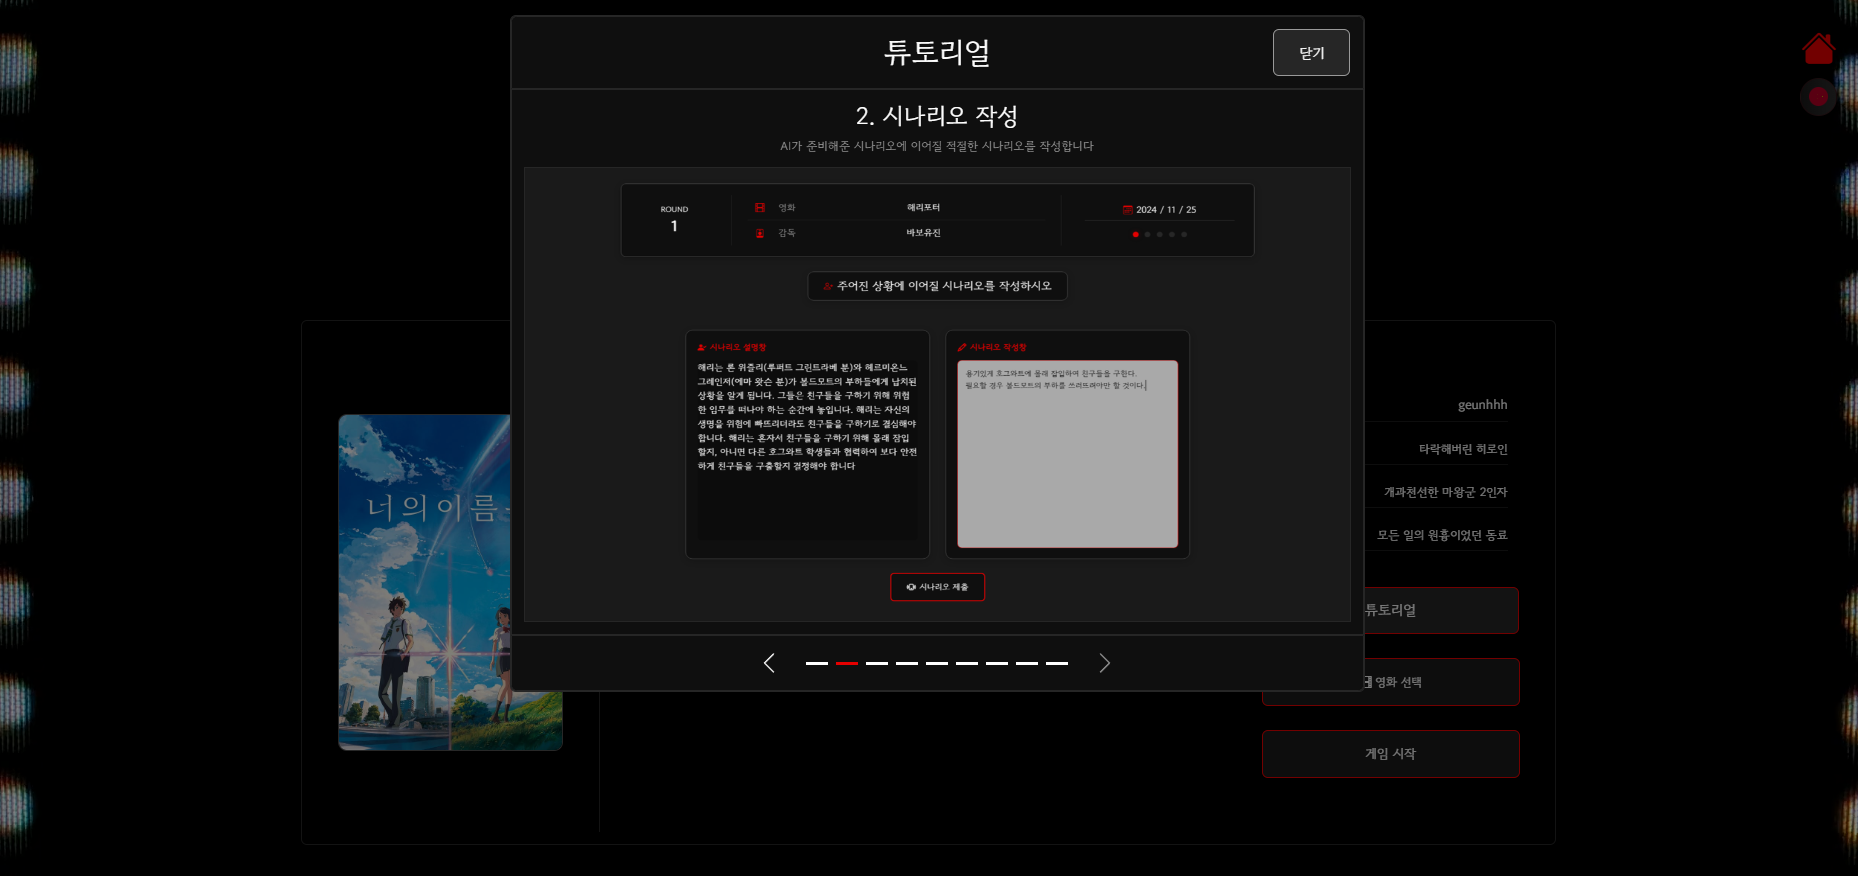 튜토리얼
닫기
2. 시나리오 작성
AI가 준비해준 시나리오에 이어질 적절한 시나리오를 작성합니다
ROUND
1
영화
해리포터
감독
바보유진
2024 / 11 / 25
주어진 상황에 이어질 시나리오를 작성하시오
시나리오 설명창
해리는 론 위즐리(루퍼트 그린트라베 분)와 헤르미온느
그레인저(에마 왓슨 분)가 볼드모트의 부하들에게 납치된
상황을 알게 됩니다. 그들은 친구들을 구하기 위해 위험
한 임무를 떠나야 하는 순간에 놓입니다. 해리는 자신의
생명을 위험에 빠뜨리더라도 친구들을 구하기로 결심해야
합니다. 해리는 혼자서 친구들을 구하기 위해 몰래 잠입
할지, 아니면 다른 호그와트 학생들과 협력하여 보다 안전
하게 친구들을 구출할지 결정해야 합니다
시나리오 작성창
용기있게 호그와트에 몰래 잠입하여 친구들을 구한다.
필요할 경우 볼드모트의 부하를 쓰러뜨려야만 할 것이다.
시나리오 제출
너의이름
geunhhh
타락해버린 히로인
개과천선한 마왕군 2인자
모든 일의 원흉이었던 동료
튜토리얼
영화 선택
게임 시작